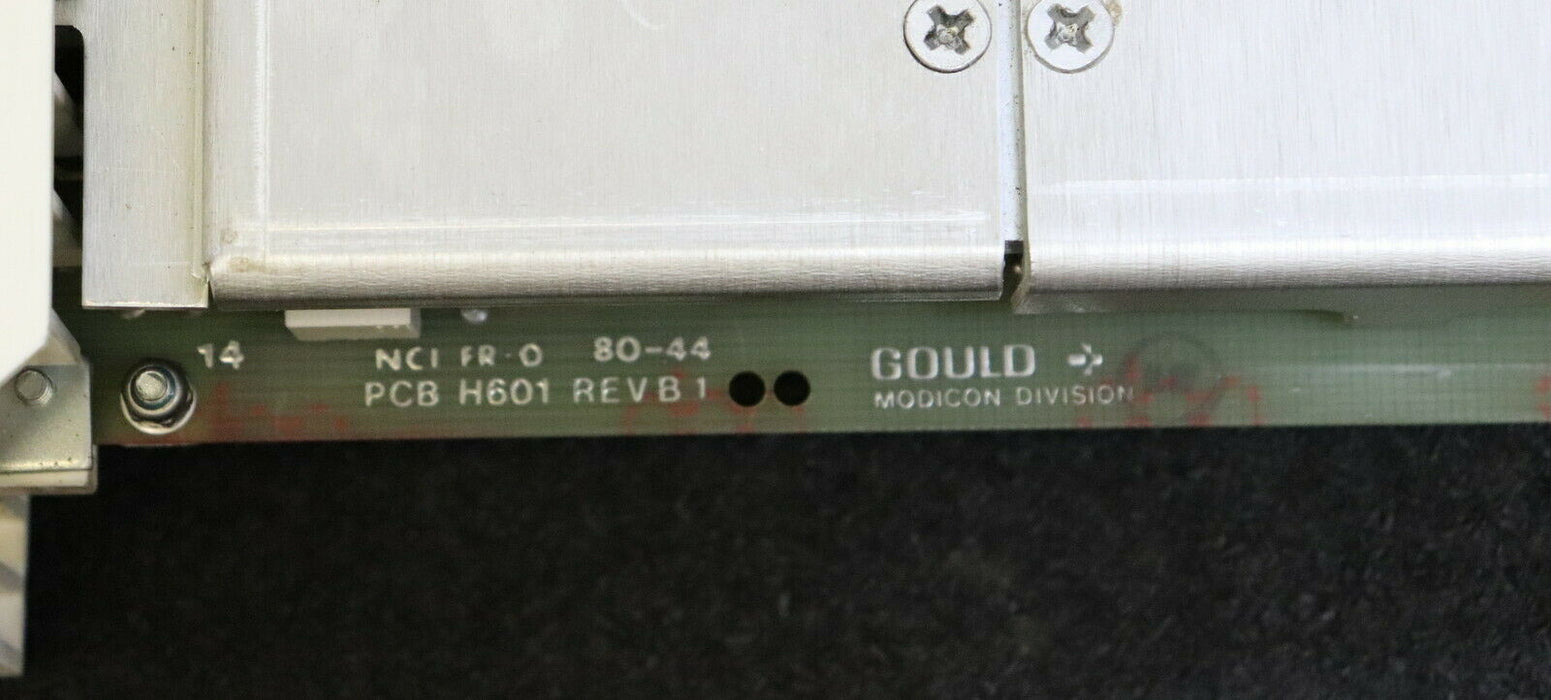 14
NCI FR-0 80-44
PCB H601 REV B 1
GOULD
MODICON DIVISION